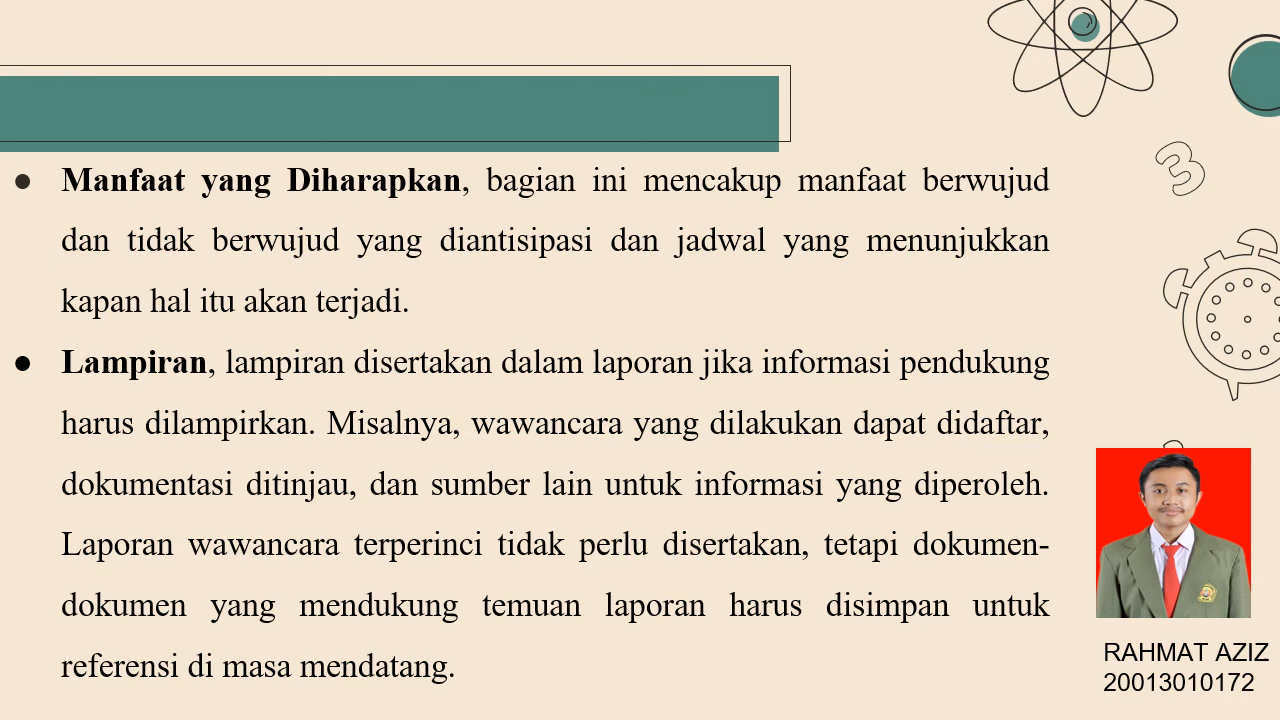 ● Manfaat yang Diharapkan, bagian ini mencakup manfaat berwujud
dan tidak berwujud yang diantisipasi dan jadwal yang menunjukkan
kapan hal itu akan terjadi.
● Lampiran, lampiran disertakan dalam laporan jika informasi pendukung
harus dilampirkan. Misalnya, wawancara yang dilakukan dapat didaftar,
dokumentasi ditinjau, dan sumber lain untuk informasi yang diperoleh.
Laporan wawancara terperinci tidak perlu disertakan, tetapi dokumen-
dokumen yang mendukung temuan laporan harus disimpan untuk
referensi di masa mendatang.
3
RAHMAT AZIZ
20013010172